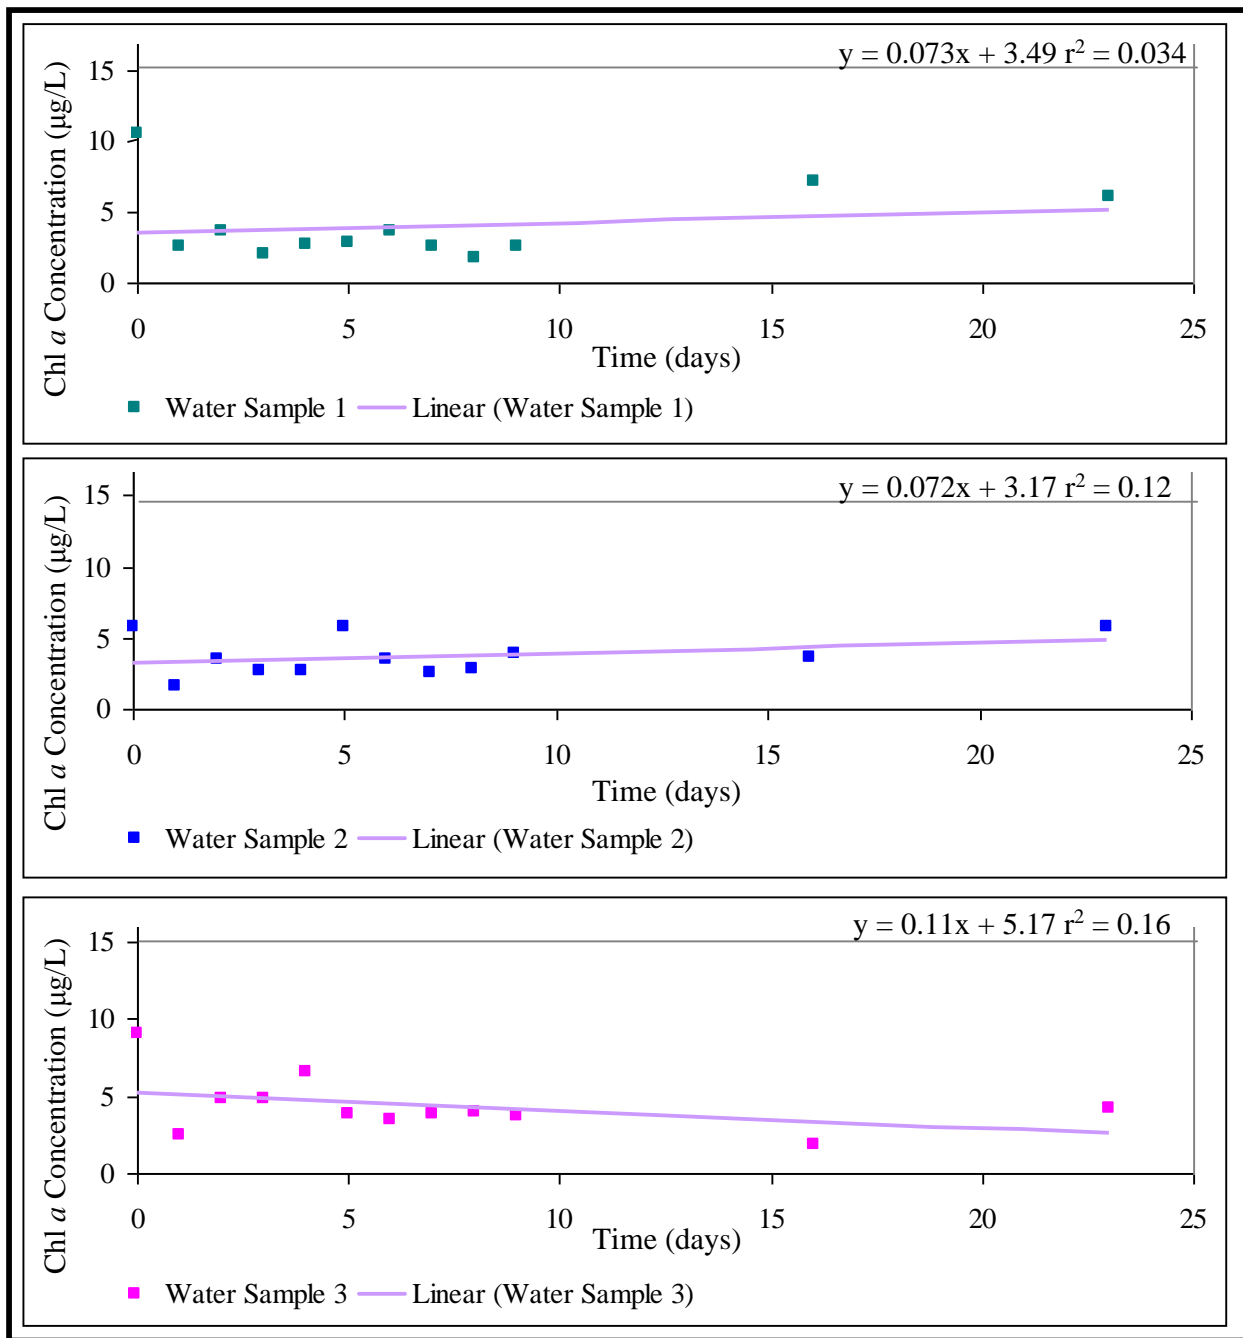 y = 0.073x + 3.49 r² = 0.034
Chl a Concentration (µg/L)
15
10
5
0
0 5 10 15 20 25
Time (days)
Water Sample 1 Linear (Water Sample 1)
y = 0.072x + 3.17 r² = 0.12
Chl a Concentration (µg/L)
15
10
5
0
0 5 10 15 20 25
Time (days)
Water Sample 2 Linear (Water Sample 2)
y = 0.11x + 5.17 r² = 0.16
Chl a Concentration (µg/L)
15
10
5
0
0 5 10 15 20 25
Time (days)
Water Sample 3 Linear (Water Sample 3)